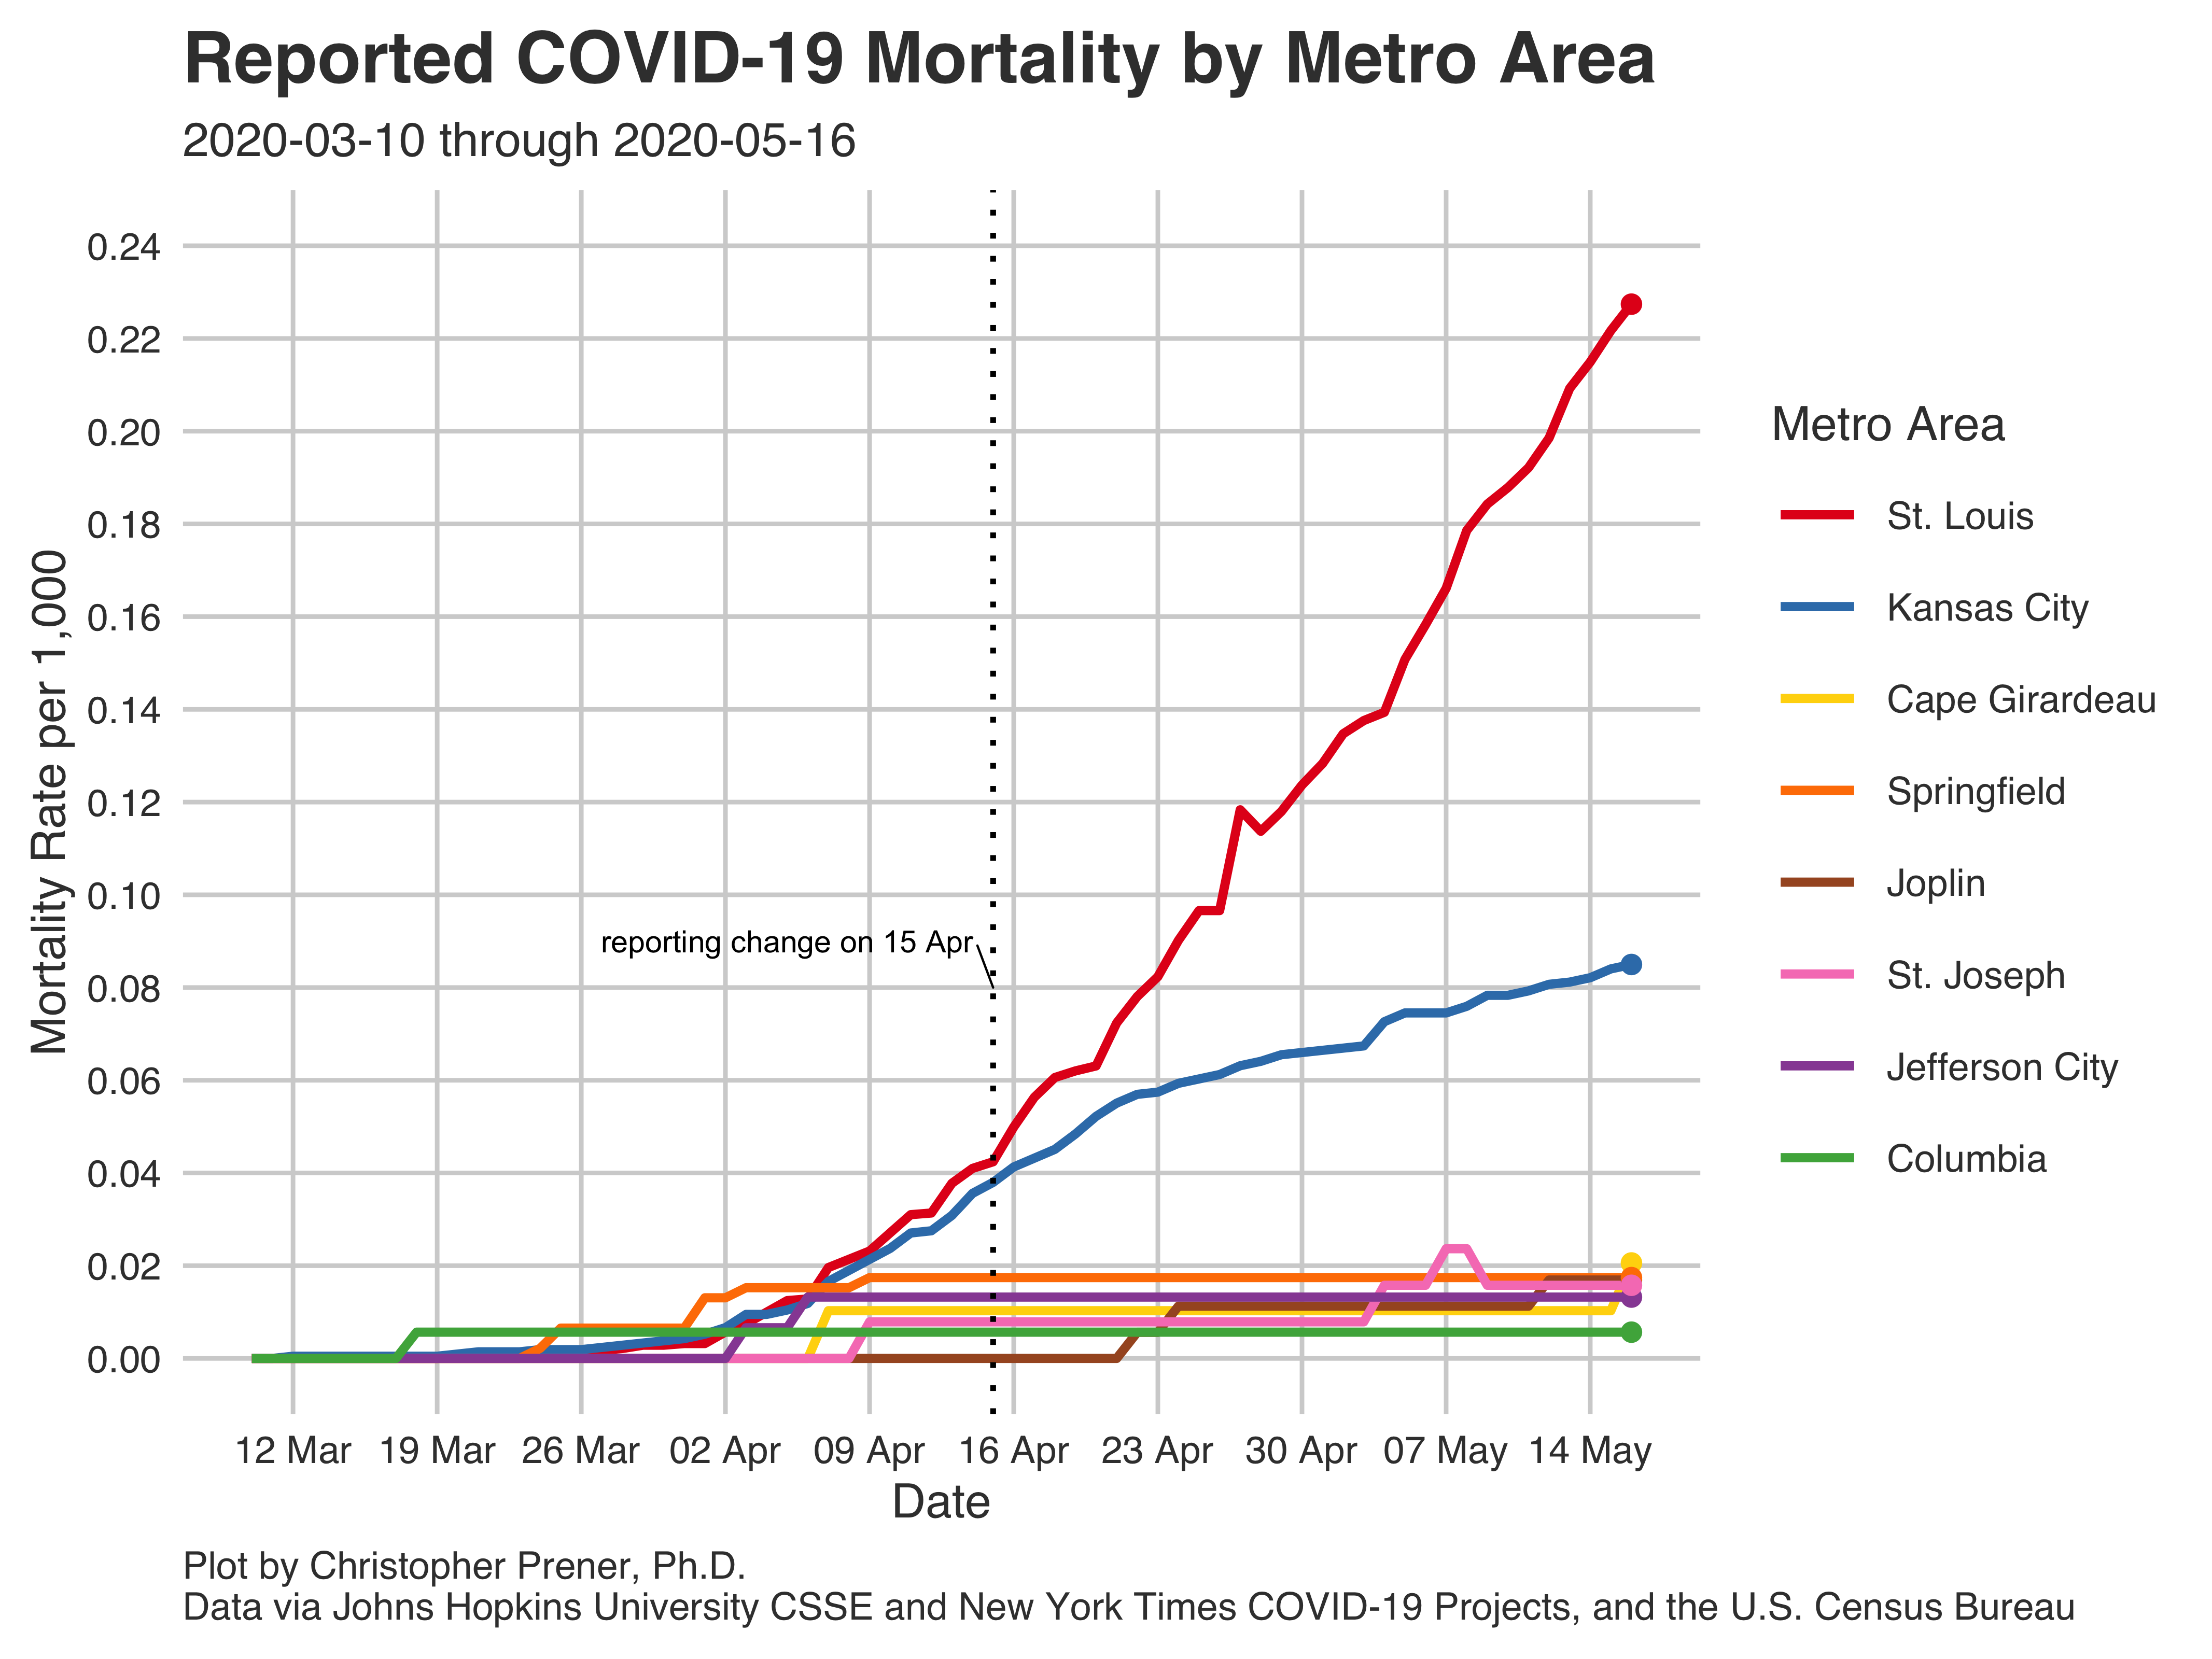 Reported COVID-19 Mortality by Metro Area
2020-03-10 through 2020-05-16
Mortality Rate per 1,000
0.24
0.22
0.20
0.18
0.16
0.14
0.12
0.10
0.08
0.06
0.04
0.02
0.00
reporting change on 15 Apr
12 Mar 19 Mar 26 Mar 02 Apr 09 Apr 16 Apr 23 Apr 30 Apr 07 May 14 May
Date
Metro Area
St. Louis
Kansas City
Cape Girardeau
Springfield
Joplin
St. Joseph
Jefferson City
Columbia
Plot by Christopher Prener, Ph.D.
Data via Johns Hopkins University CSSE and New York Times COVID-19 Projects, and the U.S. Census Bureau